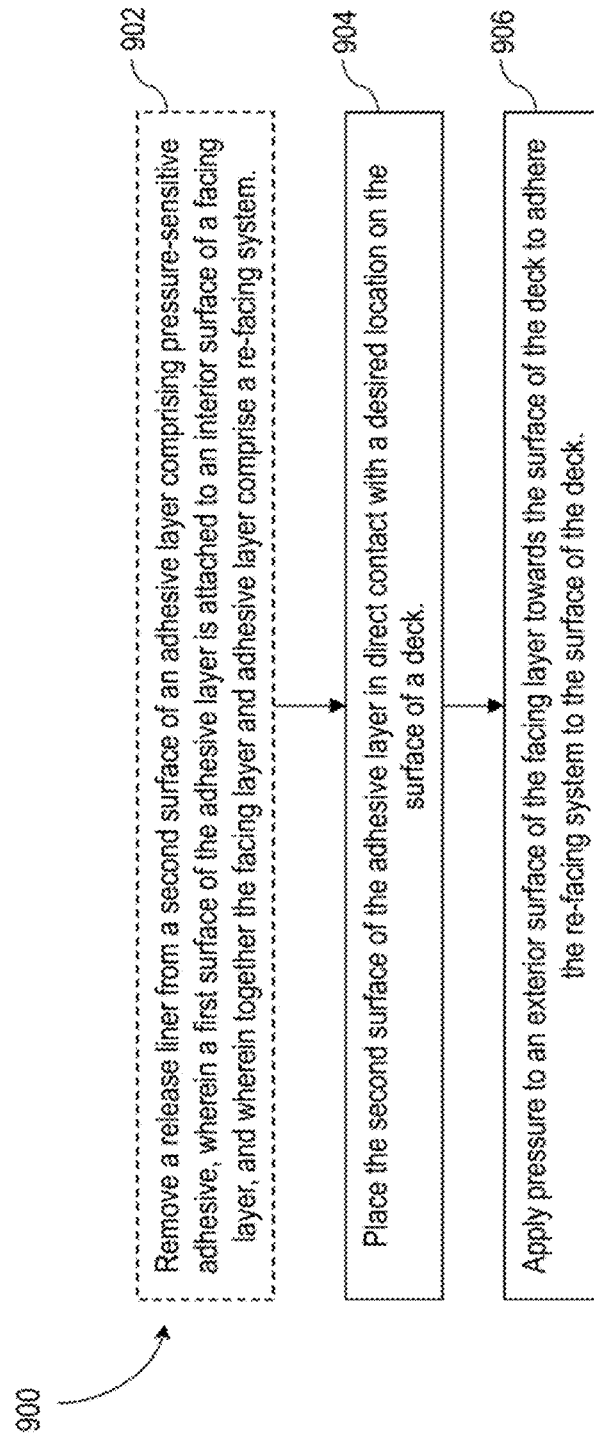 900
902
Remove a release liner from a second surface of an adhesive layer comprising pressure-sensitive
adhesive, wherein a first surface of the adhesive layer is attached to an interior surface of a facing
layer, and wherein together the facing layer and adhesive layer comprise a re-facing system.
904
Place the second surface of the adhesive layer in direct contact with a desired location on the
surface of a deck.
906
Apply pressure to an exterior surface of the facing layer towards the surface of the deck to adhere
the re-facing system to the surface of the deck.